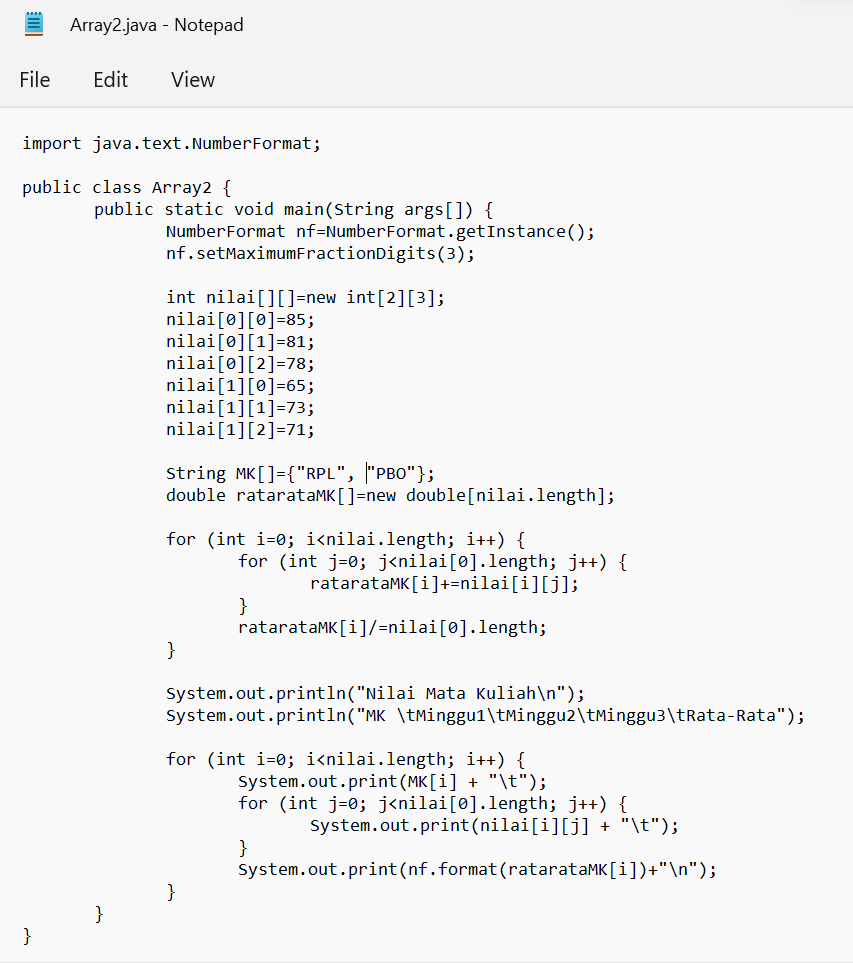 Array2.java - Notepad
File Edit View
import java.text.NumberFormat;
public class Array2 {
public static void main(String args[]) {
NumberFormat nf=NumberFormat.getInstance();
nf.setMaximumFractionDigits(3);
int nilai[][]=new int[2][3];
nilai[0][0]=85;
nilai[0][1]=81;
nilai[0][2]=78;
nilai[1][0]=65;
nilai[1][1]=73;
nilai[1][2]=71;
String MK[]={"RPL", "PBO"};
double ratarataMK[]=new double[nilai.length];
for (int i=0; i<nilai.length; i++) {
for (int j=0; j<nilai[0].length; j++) {
ratarataMK[i]+=nilai[i][j];
}
ratarataMK[i]/=nilai[0].length;
}
System.out.println("Nilai Mata Kuliah\n");
System.out.println("MK \tMinggu1\tMinggu2\tMinggu3\tRata-Rata");
for (int i=0; i<nilai.length; i++) {
System.out.print(MK[i] + "\t");
for (int j=0; j<nilai[0].length; j++) {
System.out.print(nilai[i][j] + "\t");
}
System.out.print(nf.format(ratarataMK[i])+"\n");
}
}
}